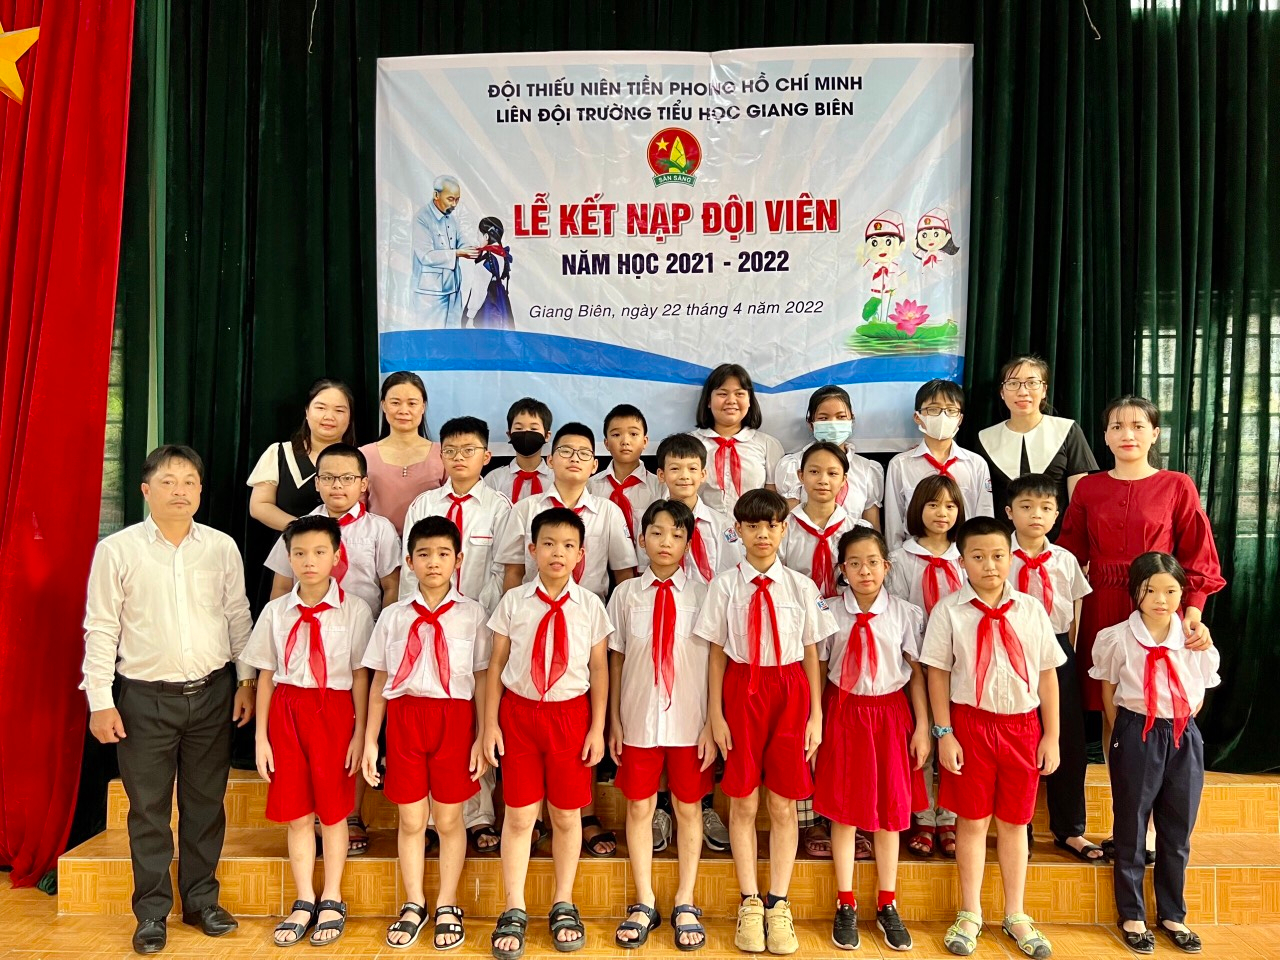 ĐỘI THIẾU NIÊN TIỀN PHONG HỒ CHÍ MINH
LIÊN ĐỘI TRƯỜNG TIỂU HỌC GIANG BIÊN
SẴN SÀNG
LỄ KẾT NẠP ĐỘI VIÊN
NĂM HỌC 2021 - 2022
Giang Biên, ngày 22 tháng 4 năm 2022